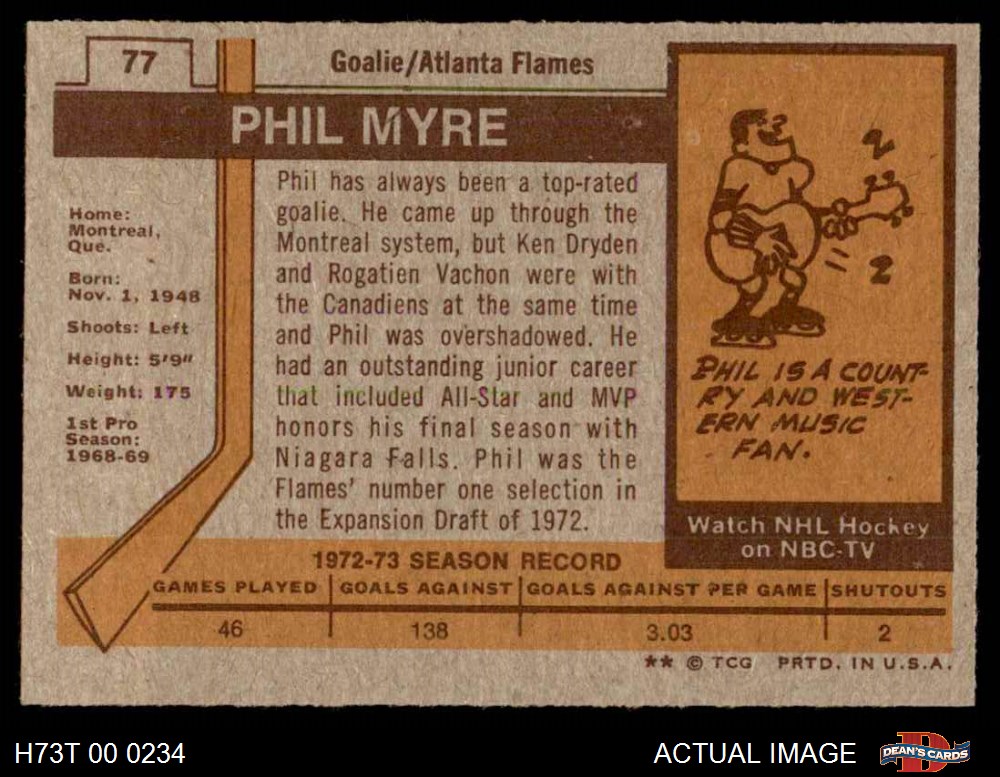 77
Goalie/Atlanta Flames
PHIL MYRE
Home:
Montreal,
Que.
Born:
Nov. 1, 1948
Shoots: Left
Height: 5'9"
Weight: 175
1st Pro
Season:
1968-69
Phil has always been a top-rated
goalie. He came up through the
Montreal system, but Ken Dryden
and Rogatien Vachon were with
the Canadiens at the same time
and Phil was overshadowed. He
had an outstanding junior career
that included All-Star and MVP
honors his final season with
Niagara Falls. Phil was the
Flames' number one selection in
the Expansion Draft of 1972.
PHIL IS A COUNT-
RY AND WEST-
ERN MUSIC
FAN.
Watch NHL Hockey
on NBC-TV
1972-73 SEASON RECORD
GAMES PLAYED GOALS AGAINST GOALS AGAINST PER GAME SHUTOUTS
46 138 3.03 2
** © TCG PRTD. IN U.S.A.
H73T 00 0234
ACTUAL IMAGE
DEAN'S CARDS